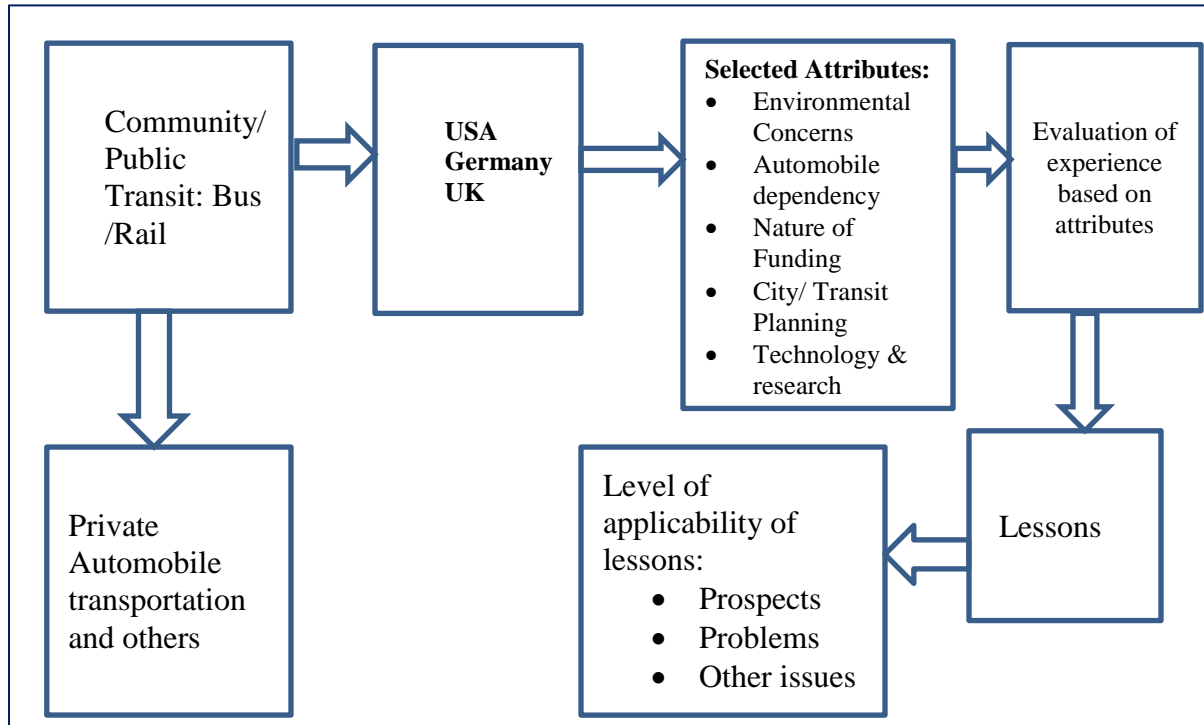 Community/
Public
Transit: Bus
/Rail
USA
Germany
UK
Selected Attributes:
• Environmental
Concerns
• Automobile
dependency
• Nature of
Funding
• City/ Transit
Planning
• Technology &
research
Evaluation of
experience
based on
attributes
Private
Automobile
transportation
and others
Level of
applicability of
lessons:
• Prospects
• Problems
• Other issues
Lessons